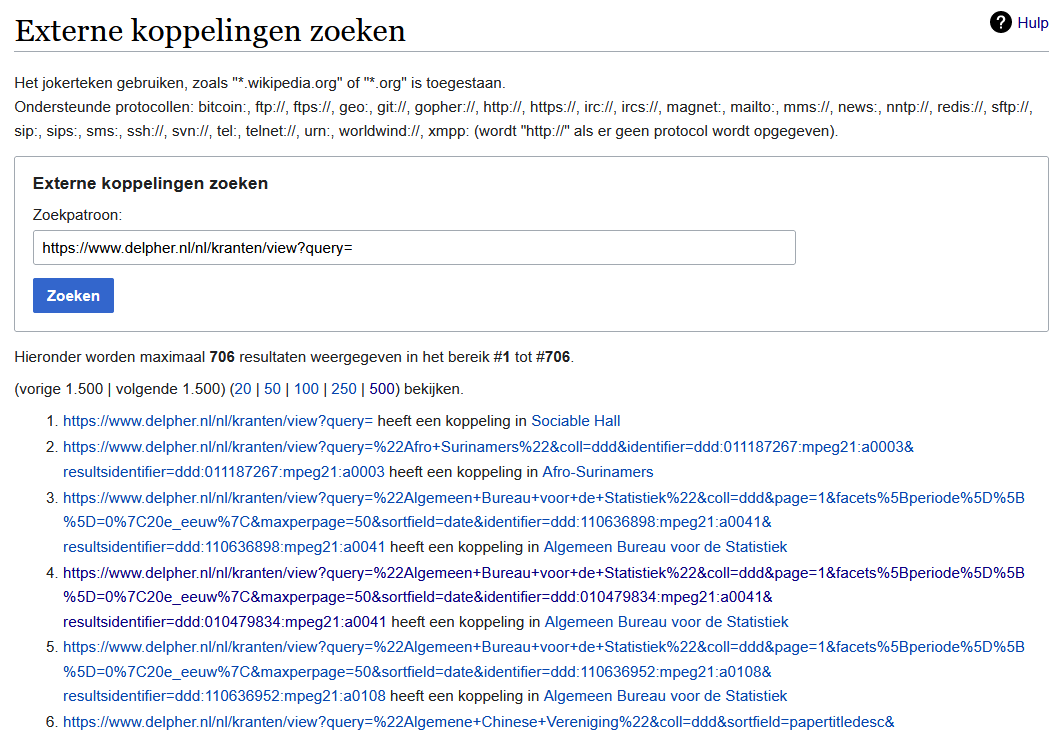 Externe koppelingen zoeken
? Hulp
Het jokerteken gebruiken, zoals "*.wikipedia.org" of "*.org" is toegestaan.
Ondersteunde protocollen: bitcoin:, ftp://, ftps://, geo:, git://, gopher://, http://, https://, irc://, ircs://, magnet:, mailto:, mms://, news:, nntp://, redis://, sftp://,
sip:, sips:, sms:, ssh://, svn://, tel:, telnet://, urn:, worldwind://, xmpp: (wordt "http://" als er geen protocol wordt opgegeven).
Externe koppelingen zoeken
Zoekpatroon:
https://www.delpher.nl/nl/kranten/view?query=
Zoeken
Hieronder worden maximaal 706 resultaten weergegeven in het bereik #1 tot #706.
(vorige 1.500 | volgende 1.500) (20 | 50 | 100 | 250 | 500) bekijken.
1. https://www.delpher.nl/nl/kranten/view?query= heeft een koppeling in Sociable Hall
2. https://www.delpher.nl/nl/kranten/view?query=%22Afro+Surinamers%22&coll=ddd&identifier=ddd:011187267:mpeg21:a0003&
resultsidentifier=ddd:011187267:mpeg21:a0003 heeft een koppeling in Afro-Surinamers
3. https://www.delpher.nl/nl/kranten/view?query=%22Algemeen+Bureau+voor+de+Statistiek%22&coll=ddd&page=1&facets%5Bperiode%5D%5B
%5D=0%7C20e_eeuw%7C&maxperpage=50&sortfield=date&identifier=ddd:110636898:mpeg21:a0041&
resultsidentifier=ddd:110636898:mpeg21:a0041 heeft een koppeling in Algemeen Bureau voor de Statistiek
4. https://www.delpher.nl/nl/kranten/view?query=%22Algemeen+Bureau+voor+de+Statistiek%22&coll=ddd&page=1&facets%5Bperiode%5D%5B
%5D=0%7C20e_eeuw%7C&maxperpage=50&sortfield=date&identifier=ddd:010479834:mpeg21:a0041&
resultsidentifier=ddd:010479834:mpeg21:a0041 heeft een koppeling in Algemeen Bureau voor de Statistiek
5. https://www.delpher.nl/nl/kranten/view?query=%22Algemeen+Bureau+voor+de+Statistiek%22&coll=ddd&page=1&facets%5Bperiode%5D%5B
%5D=0%7C20e_eeuw%7C&maxperpage=50&sortfield=date&identifier=ddd:110636952:mpeg21:a0108&
resultsidentifier=ddd:110636952:mpeg21:a0108 heeft een koppeling in Algemeen Bureau voor de Statistiek
6. https://www.delpher.nl/nl/kranten/view?query=%22Algemene+Chinese+Vereniging%22&coll=ddd&sortfield=papertitledesc&